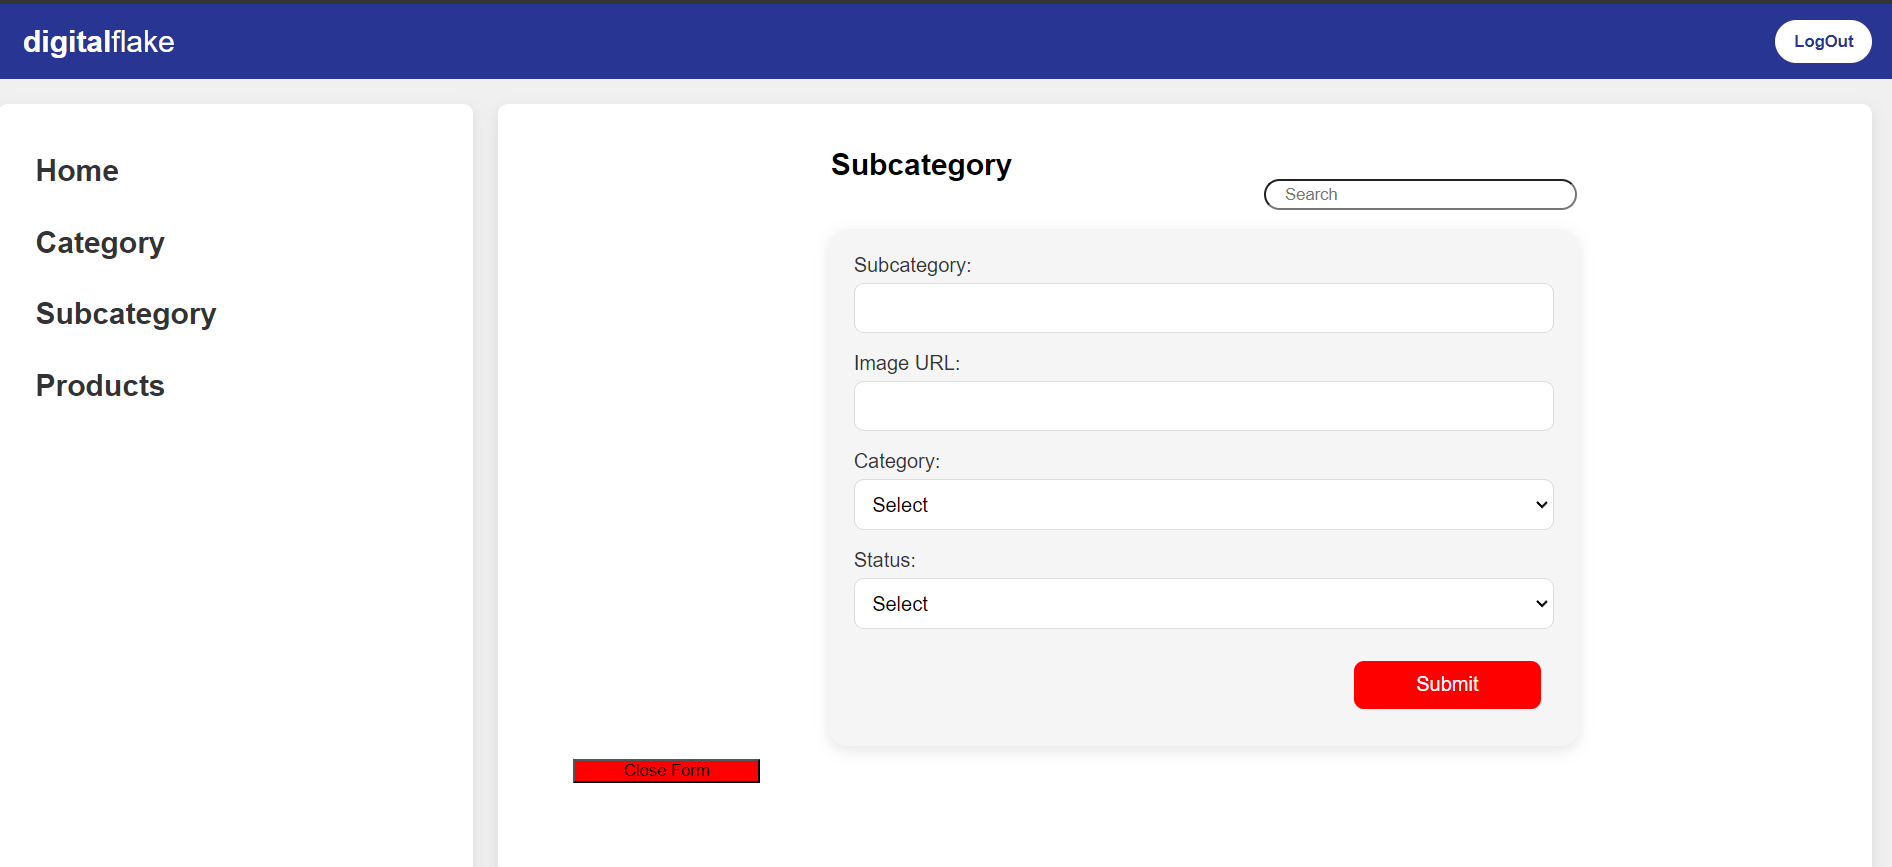 digitalflake
LogOut
Home
Category
Subcategory
Products
Subcategory
Search
Subcategory:
Image URL:
Category:
Select
Status:
Select
Submit
Close Form